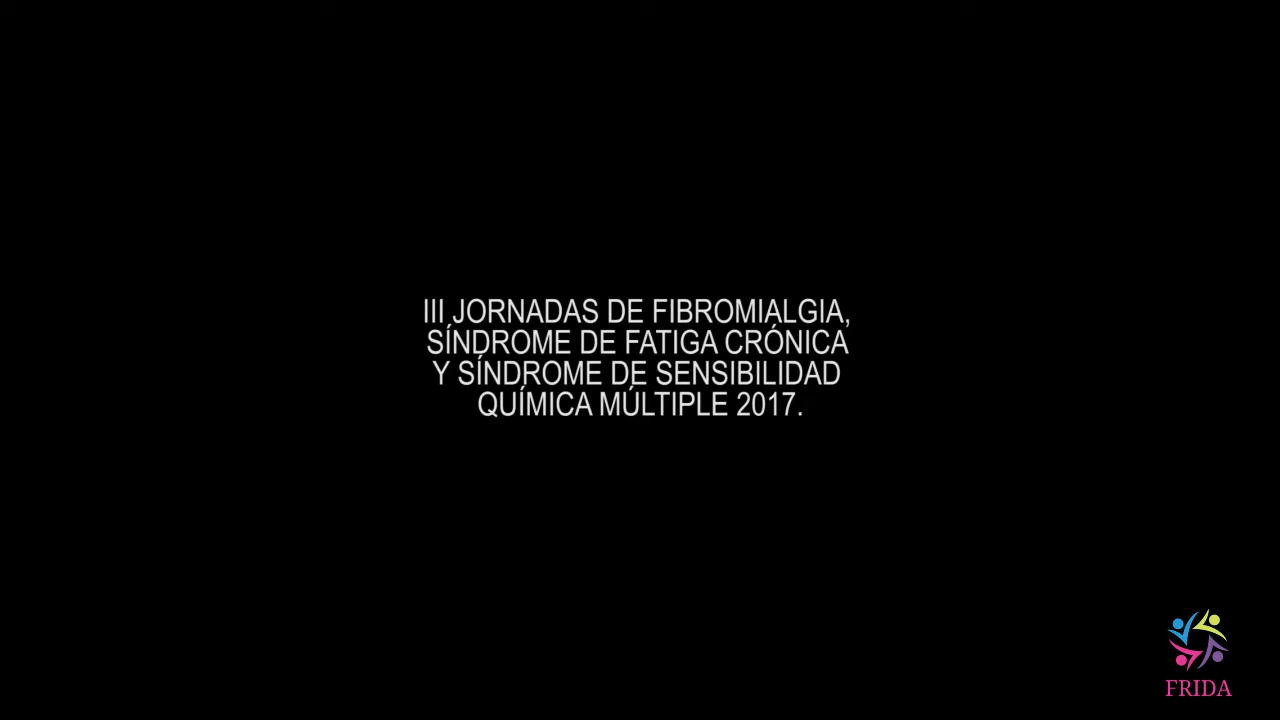 III JORNADAS DE FIBROMIALGIA,
SÍNDROME DE FATIGA CRÓNICA
Y SÍNDROME DE SENSIBILIDAD
QUÍMICA MÚLTIPLE 2017.
FRIDA